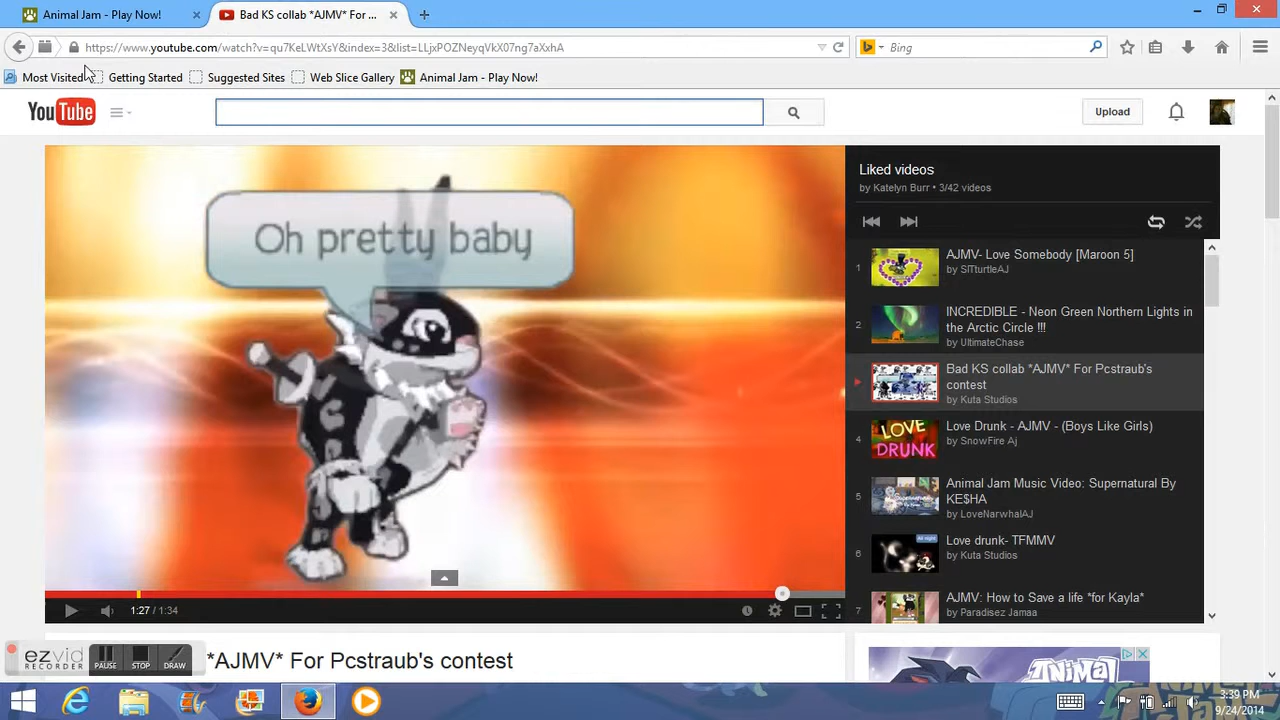 Animal Jam - Play Now!
Bad KS collab *AJMV* For ...
https://www.youtube.com/watch?v=qu7KeLWtXsY&index=3&list=LLjxPOZNeyqVkX07ng7aXxhA
Bing
Most Visited
Getting Started
Suggested Sites
Web Slice Gallery
Animal Jam - Play Now!
YouTube
Upload
Oh pretty baby
Liked videos
by Katelyn Burr • 3/42 videos
1
AJMV- Love Somebody [Maroon 5]
by SITturtleAJ
2
INCREDIBLE - Neon Green Northern Lights in
the Arctic Circle !!!
by UltimateChase
Bad KS collab *AJMV* For Pcstraub's
contest
by Kuta Studios
4
LOVE
DRUNK
Love Drunk - AJMV - (Boys Like Girls)
by SnowFire Aj
5
Animal Jam Music Video: Supernatural By
KE$HA
by LoveNarwhalAJ
6
Love drunk- TFMMV
by Kuta Studios
7
AJMV: How to Save a life *for Kayla*
by Paradisez Jamaa
1:27 / 1:34
ezvid
RECORDER
PAUSE
STOP
DRAW
*AJMV* For Pcstraub's contest
ANIMAL
3:39 PM
9/24/2014